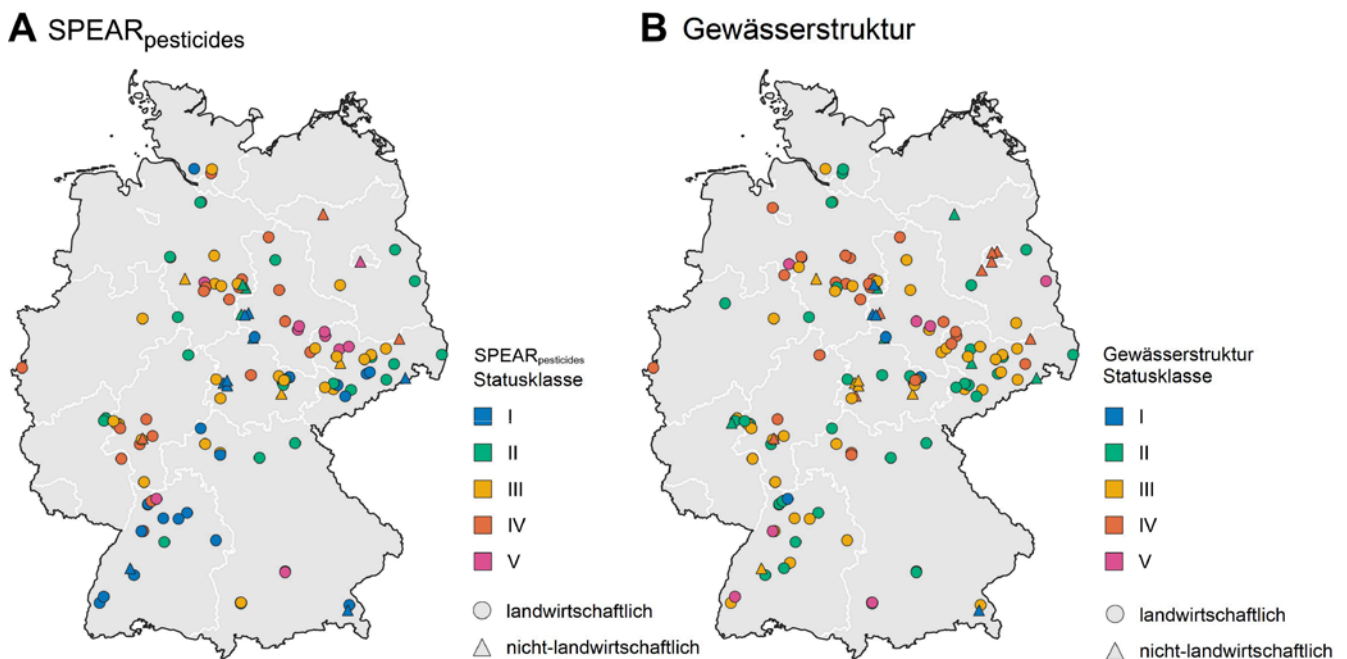 A SPEARpesticides
B Gewässerstruktur
SPEARpesticides
Statusklasse
I
II
III
IV
V
landwirtschaftlich
nicht-landwirtschaftlich
Gewässerstruktur
Statusklasse
I
II
III
IV
V
landwirtschaftlich
nicht-landwirtschaftlich